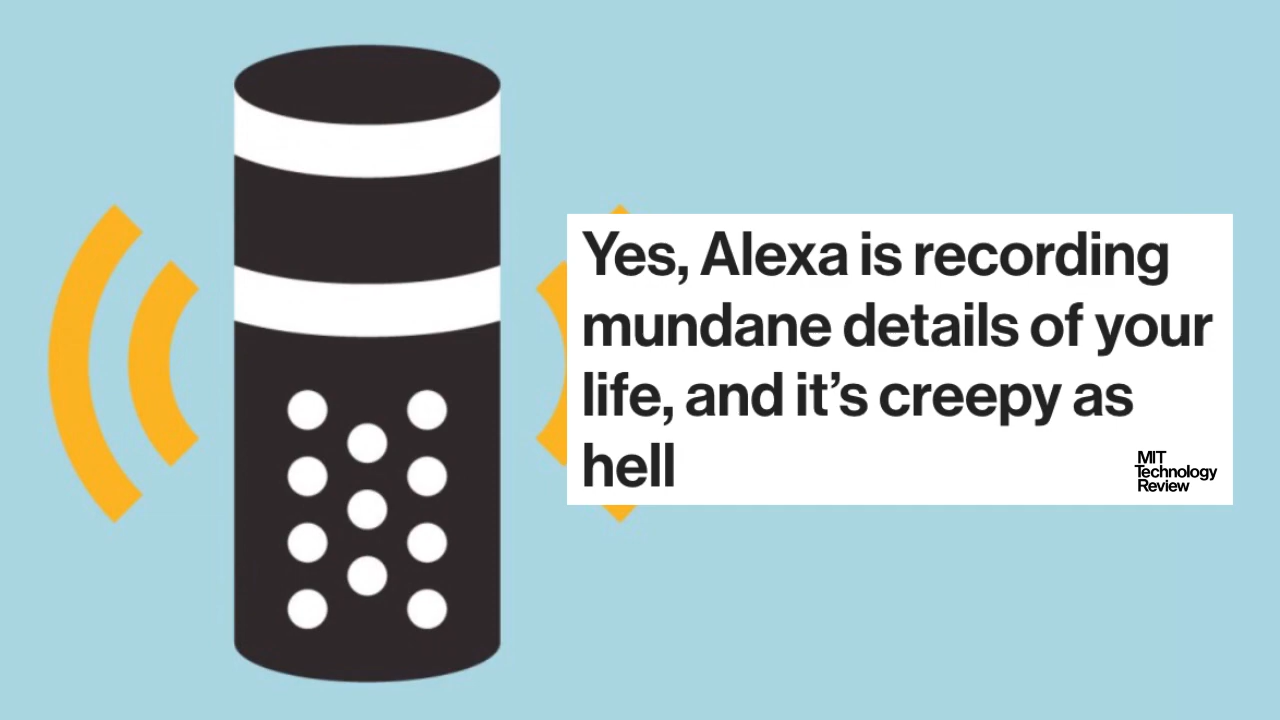 Yes, Alexa is recording
mundane details of your
life, and it’s creepy as
hell
MIT
Technology
Review